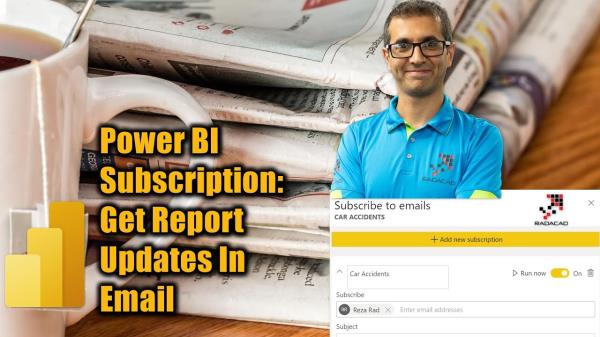 Power BI
Subscription:
Get Report
Updates In
Email
RADACAD
RADACAD
Subscribe to emails
CAR ACCIDENTS
+ Add new subscription
Car Accidents
Run now
On
Subscribe
RR Reza Rad
Enter email addresses
Subject